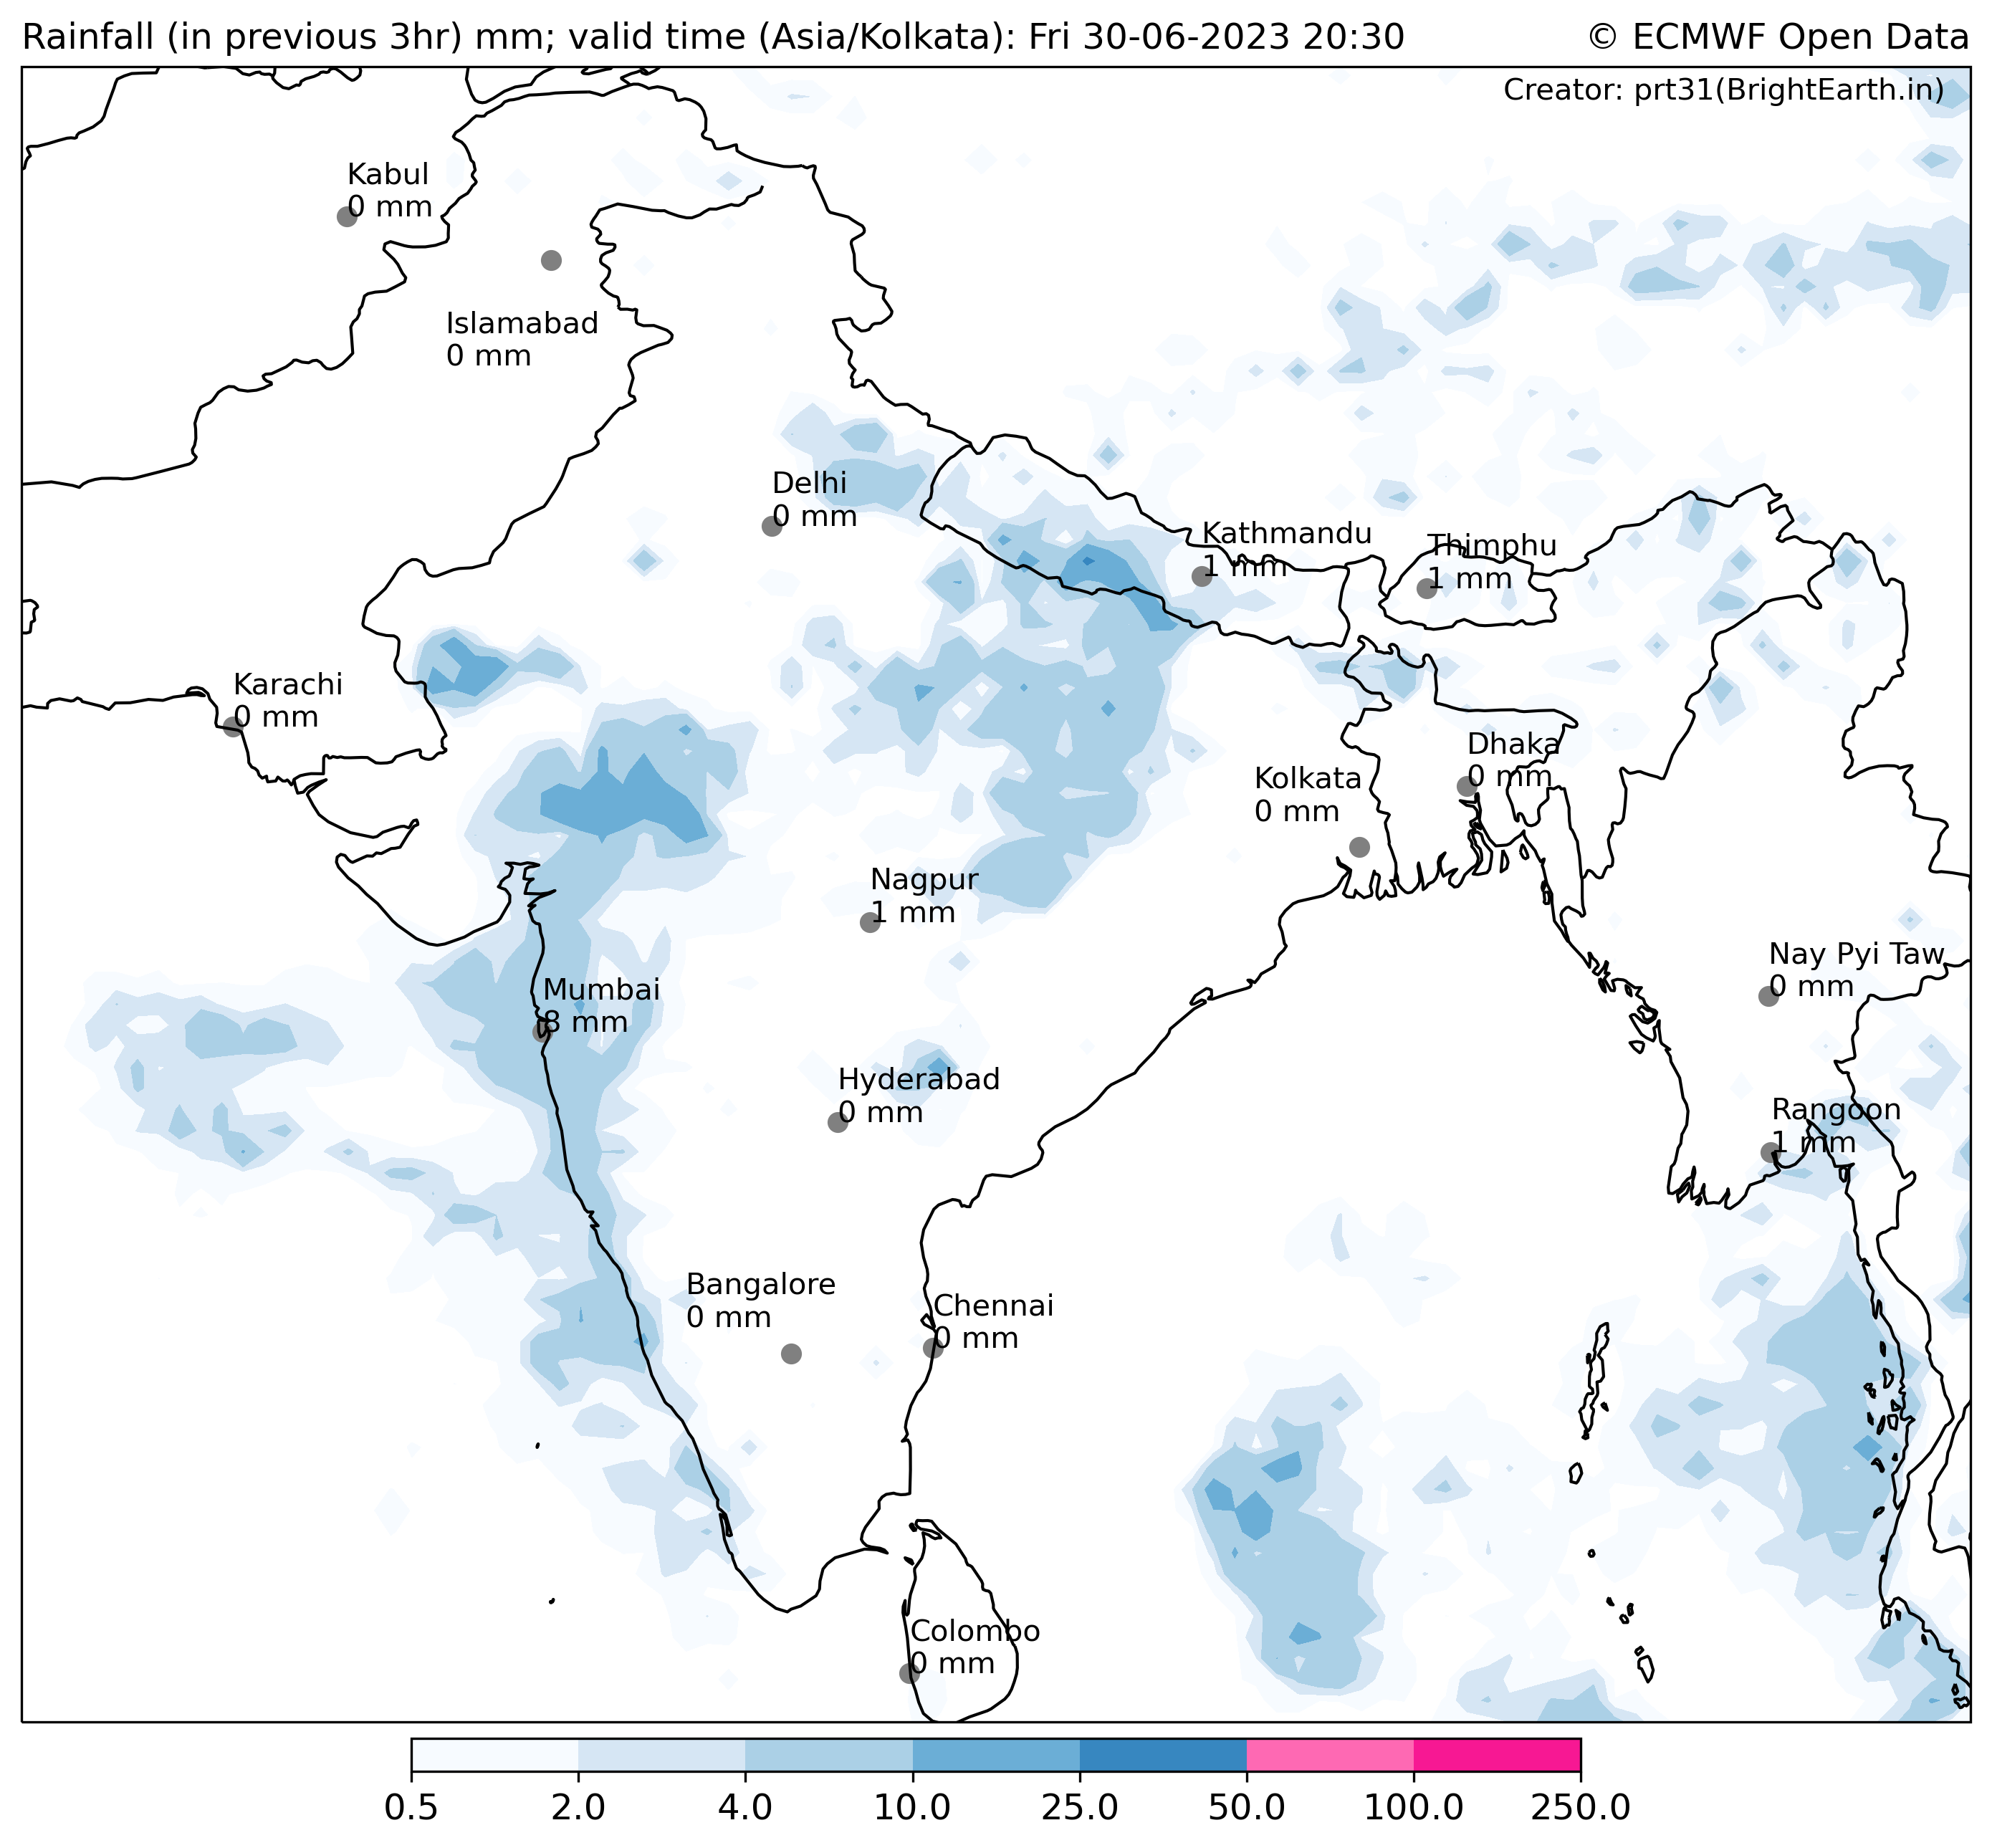 Rainfall (in previous 3hr) mm; valid time (Asia/Kolkata): Fri 30-06-2023 20:30
© ECMWF Open Data
Creator: prt31(BrightEarth.in)
Kabul
0 mm
Islamabad
0 mm
Delhi
0 mm
Kathmandu
1 mm
Thimphu
1 mm
Karachi
0 mm
Dhaka
0 mm
Kolkata
0 mm
Nagpur
1 mm
Nay Pyi Taw
0 mm
Mumbai
8 mm
Hyderabad
0 mm
Rangoon
1 mm
Bangalore
0 mm
Chennai
0 mm
Colombo
0 mm
0.5 2.0 4.0 10.0 25.0 50.0 100.0 250.0